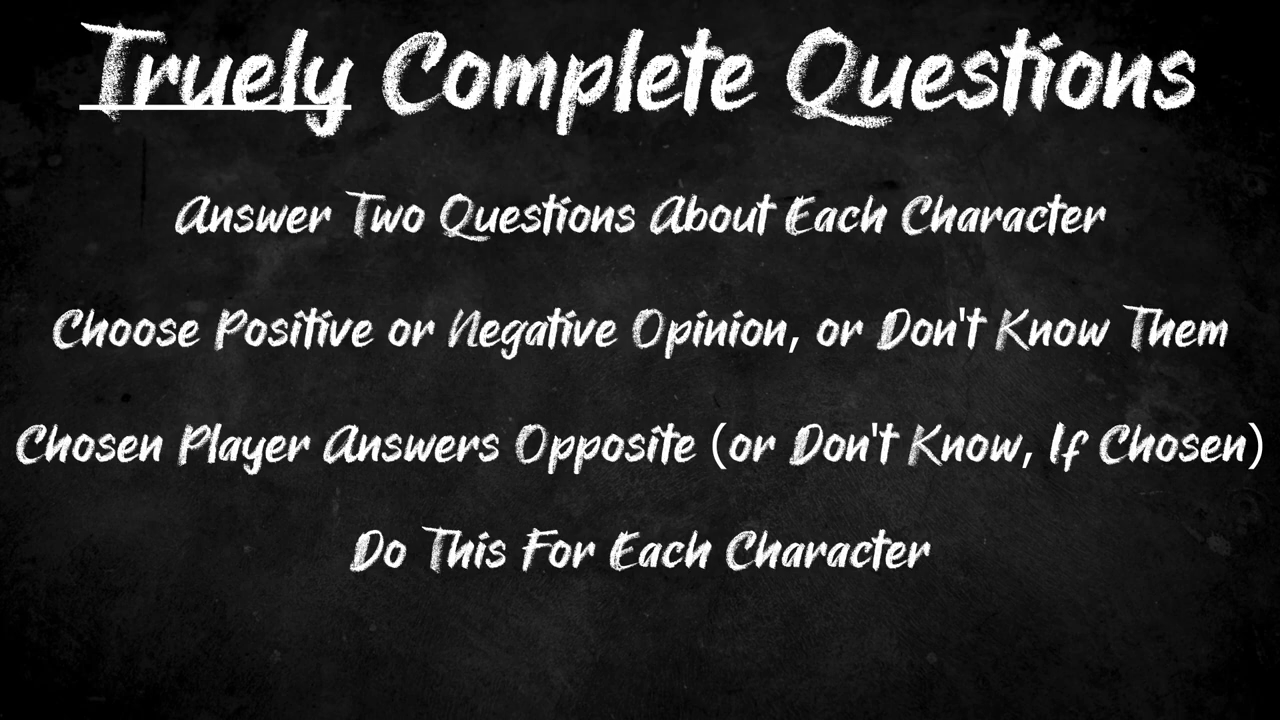 Truely Complete Questions
Answer Two Questions About Each Character
Choose Positive or Negative Opinion, or Don't Know Them
Chosen Player Answers Opposite (or Don't Know, If Chosen)
Do This For Each Character